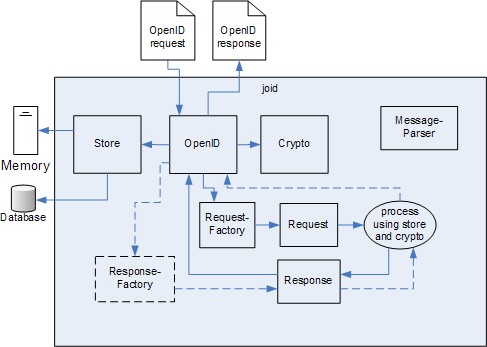 OpenID
request
OpenID
response
joid
Message-
Parser
Store
OpenID
Crypto
Memory
Database
Request-
Factory
Request
process
using store
and crypto
Response-
Factory
Response